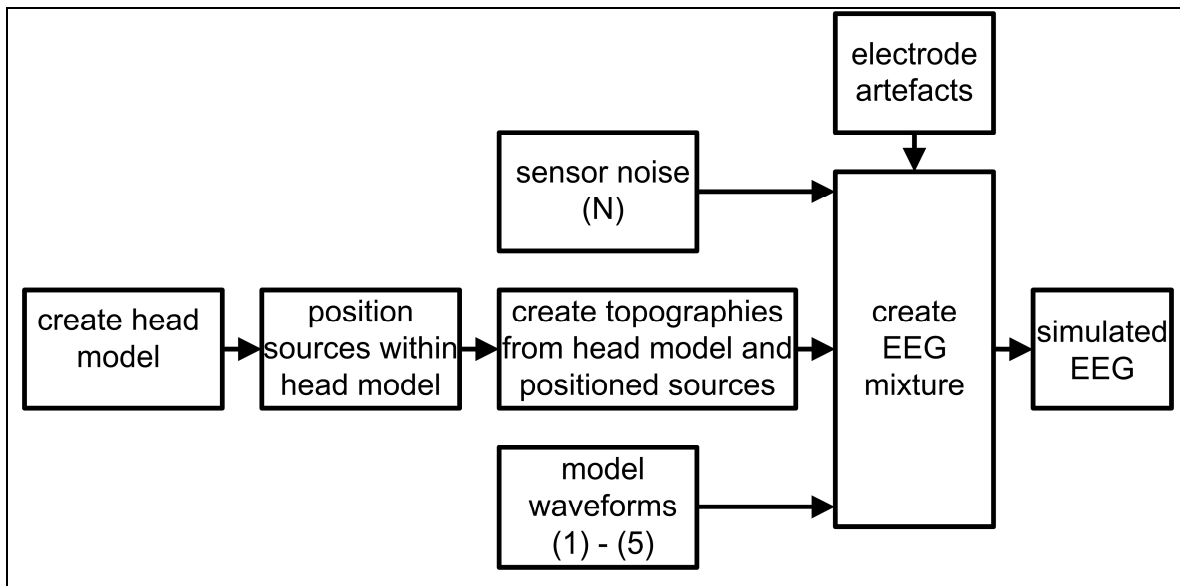 electrode
artefacts
sensor noise
(N)
create head
model
position
sources within
head model
create topographies
from head model and
positioned sources
create
EEG
mixture
simulated
EEG
model
waveforms
(1) - (5)